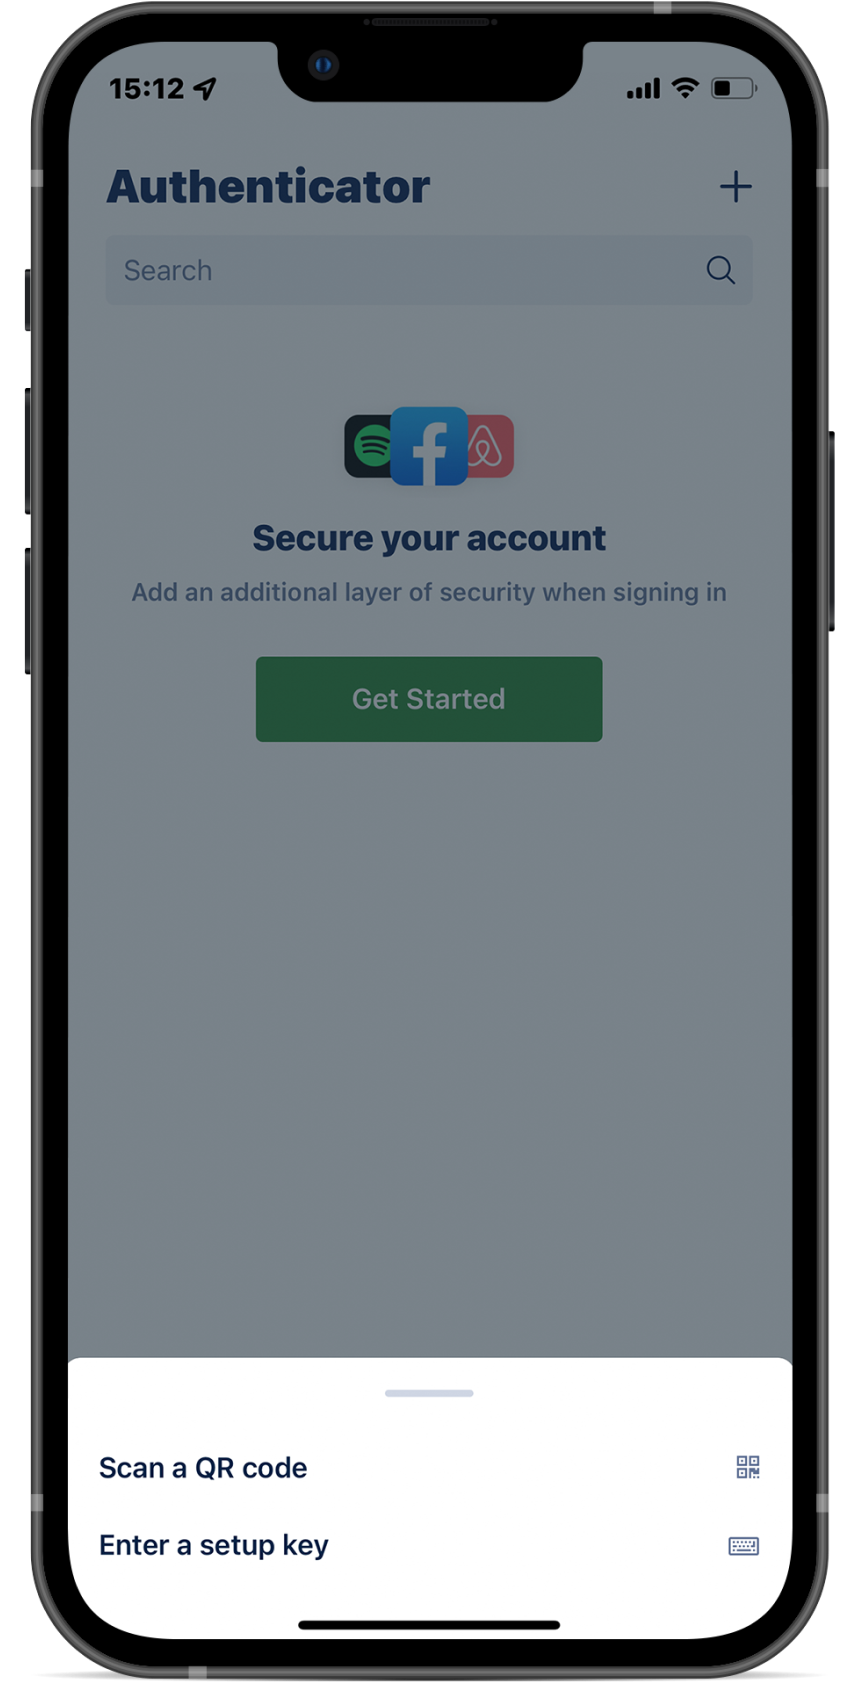 15:12
Authenticator
Search
Secure your account
Add an additional layer of security when signing in
Get Started
Scan a QR code
Enter a setup key